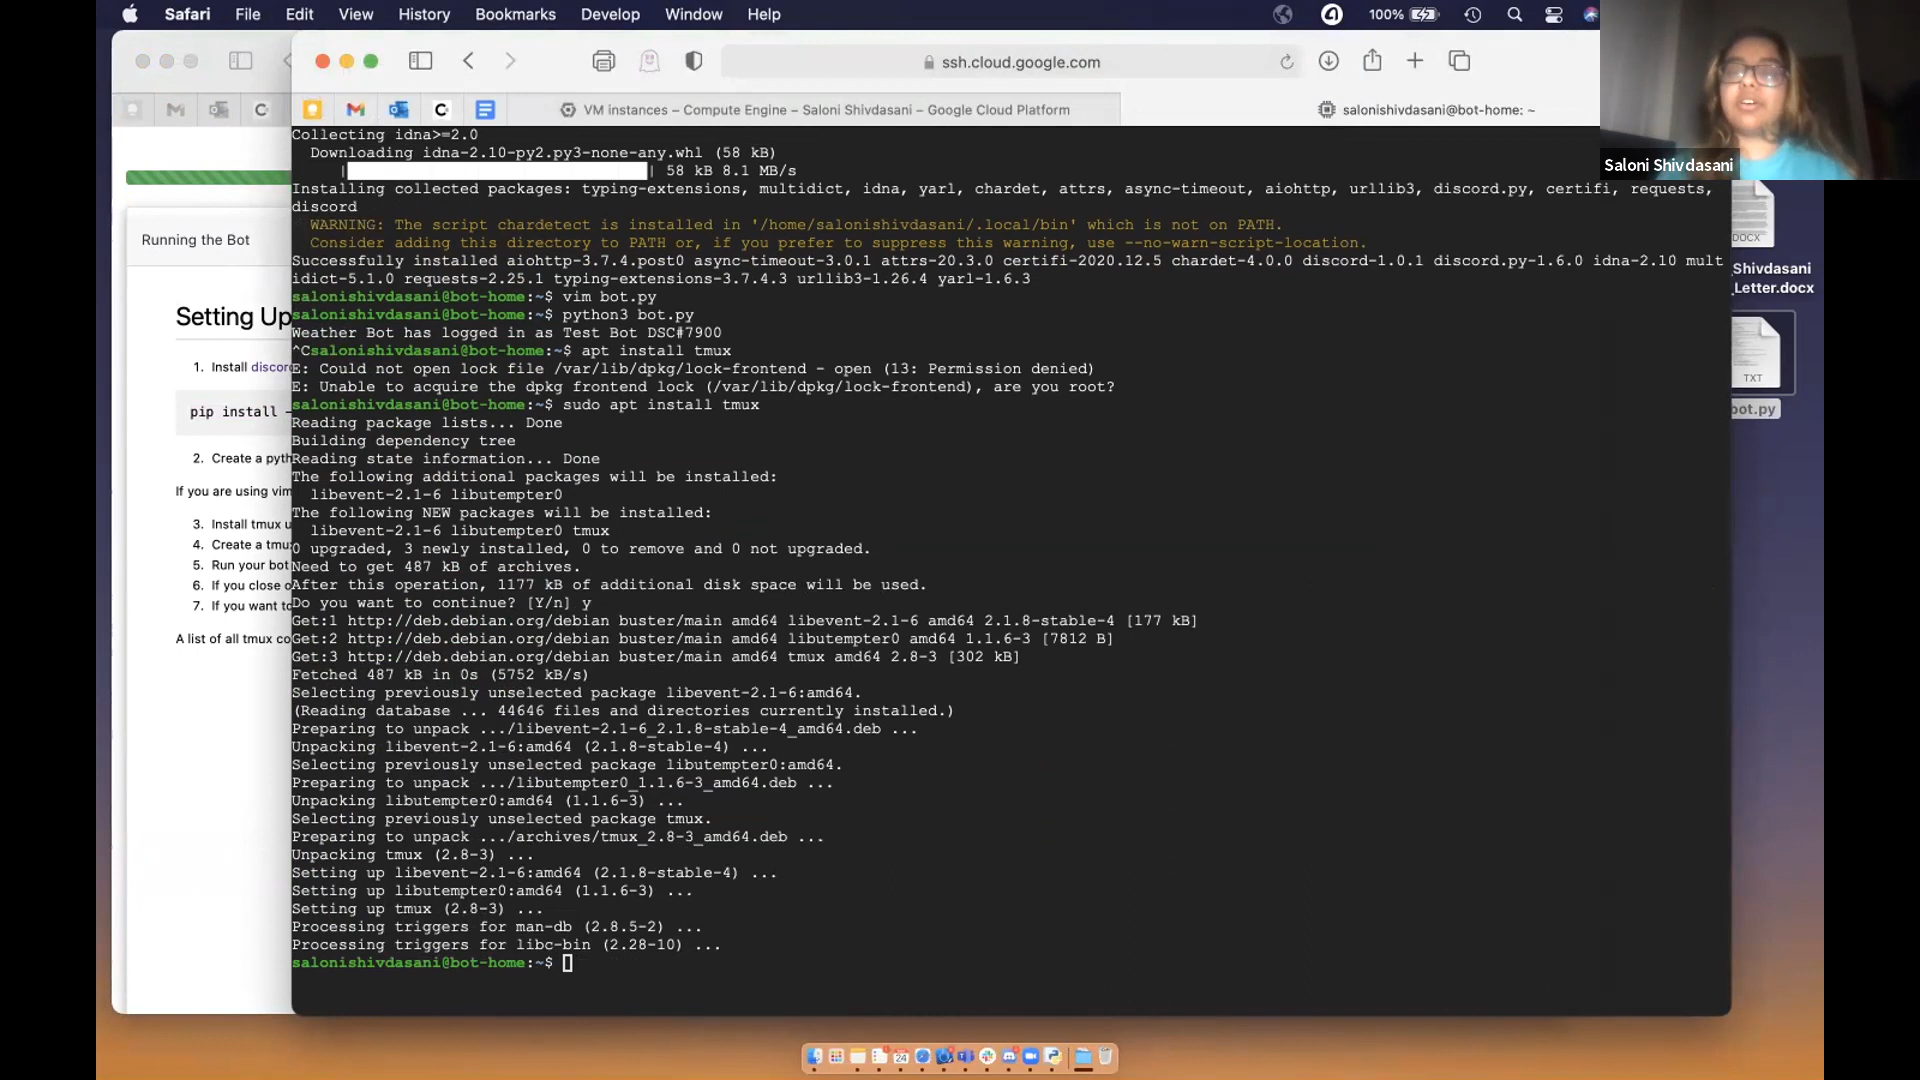 Safari File Edit View History Bookmarks Develop Window Help
100%
ssh.cloud.google.com
VM instances – Compute Engine – Saloni Shivdasani – Google Cloud Platform
salonishivdasani@bot-home: ~
Saloni Shivdasani
Running the Bot
Setting Up
1. Install discor
pip install –
2. Create a pyth
If you are using vim
3. Install tmux u
4. Create a tmu
5. Run your bot
6. If you close o
7. If you want to
A list of all tmux co
Collecting idna>=2.0
Downloading idna-2.10-py2.py3-none-any.whl (58 kB)
| | 58 kB 8.1 MB/s
Installing collected packages: typing-extensions, multidict, idna, yarl, chardet, attrs, async-timeout, aiohttp, urllib3, discord.py, certifi, requests,
discord
WARNING: The script chardetect is installed in '/home/salonishivdasani/.local/bin' which is not on PATH.
Consider adding this directory to PATH or, if you prefer to suppress this warning, use --no-warn-script-location.
Successfully installed aiohttp-3.7.4.post0 async-timeout-3.0.1 attrs-20.3.0 certifi-2020.12.5 chardet-4.0.0 discord-1.0.1 discord.py-1.6.0 idna-2.10 mult
idict-5.1.0 requests-2.25.1 typing-extensions-3.7.4.3 urllib3-1.26.4 yarl-1.6.3
salonishivdasani@bot-home:~$ vim bot.py
salonishivdasani@bot-home:~$ python3 bot.py
Weather Bot has logged in as Test Bot DSC#7900
^Csalonishivdasani@bot-home:~$ apt install tmux
E: Could not open lock file /var/lib/dpkg/lock-frontend - open (13: Permission denied)
E: Unable to acquire the dpkg frontend lock (/var/lib/dpkg/lock-frontend), are you root?
salonishivdasani@bot-home:~$ sudo apt install tmux
Reading package lists... Done
Building dependency tree
Reading state information... Done
The following additional packages will be installed:
libevent-2.1-6 libutempter0
The following NEW packages will be installed:
libevent-2.1-6 libutempter0 tmux
0 upgraded, 3 newly installed, 0 to remove and 0 not upgraded.
Need to get 487 kB of archives.
After this operation, 1177 kB of additional disk space will be used.
Do you want to continue? [Y/n] y
Get:1 http://deb.debian.org/debian buster/main amd64 libevent-2.1-6 amd64 2.1.8-stable-4 [177 kB]
Get:2 http://deb.debian.org/debian buster/main amd64 libutempter0 amd64 1.1.6-3 [7812 B]
Get:3 http://deb.debian.org/debian buster/main amd64 tmux amd64 2.8-3 [302 kB]
Fetched 487 kB in 0s (5752 kB/s)
Selecting previously unselected package libevent-2.1-6:amd64.
(Reading database ... 44646 files and directories currently installed.)
Preparing to unpack .../libevent-2.1-6_2.1.8-stable-4_amd64.deb ...
Unpacking libevent-2.1-6:amd64 (2.1.8-stable-4) ...
Selecting previously unselected package libutempter0:amd64.
Preparing to unpack .../libutempter0_1.1.6-3_amd64.deb ...
Unpacking libutempter0:amd64 (1.1.6-3) ...
Selecting previously unselected package tmux.
Preparing to unpack .../archives/tmux_2.8-3_amd64.deb ...
Unpacking tmux (2.8-3) ...
Setting up libevent-2.1-6:amd64 (2.1.8-stable-4) ...
Setting up libutempter0:amd64 (1.1.6-3) ...
Setting up tmux (2.8-3) ...
Processing triggers for man-db (2.8.5-2) ...
Processing triggers for libc-bin (2.28-10) ...
salonishivdasani@bot-home:~$
DOCX
Shivdasani
Letter.docx
TXT
bot.py
24